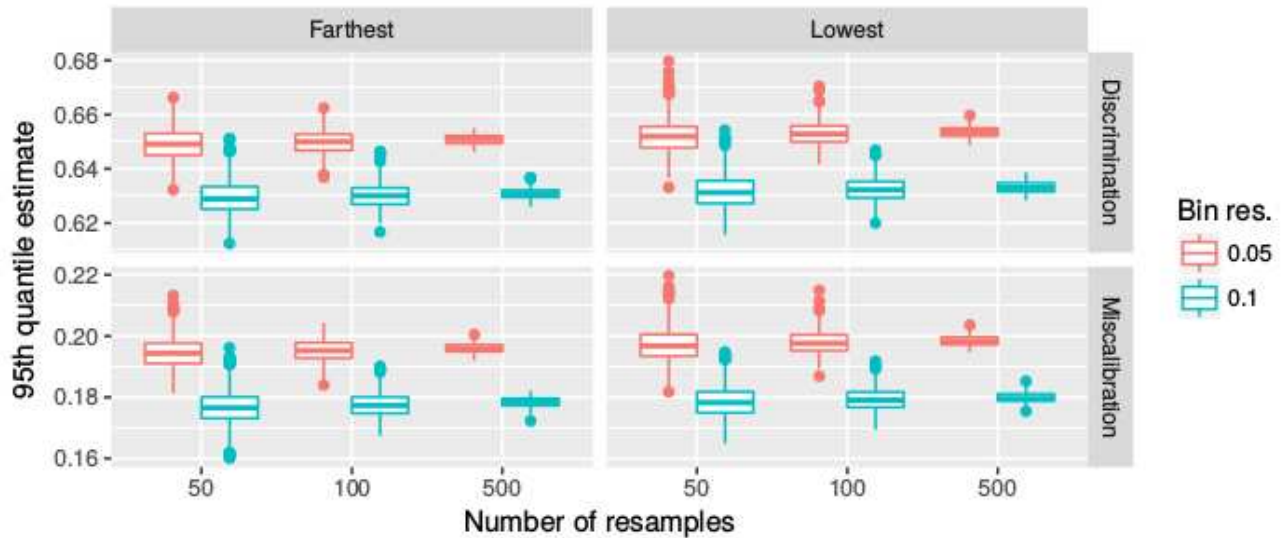 Farthest
Lowest
0.68
0.66
0.64
0.62
Discrimination
0.22
0.20
0.18
0.16
Miscalibration
95th quantile estimate
50
100
500
50
100
500
Number of resamples
Bin res.
0.05
0.1